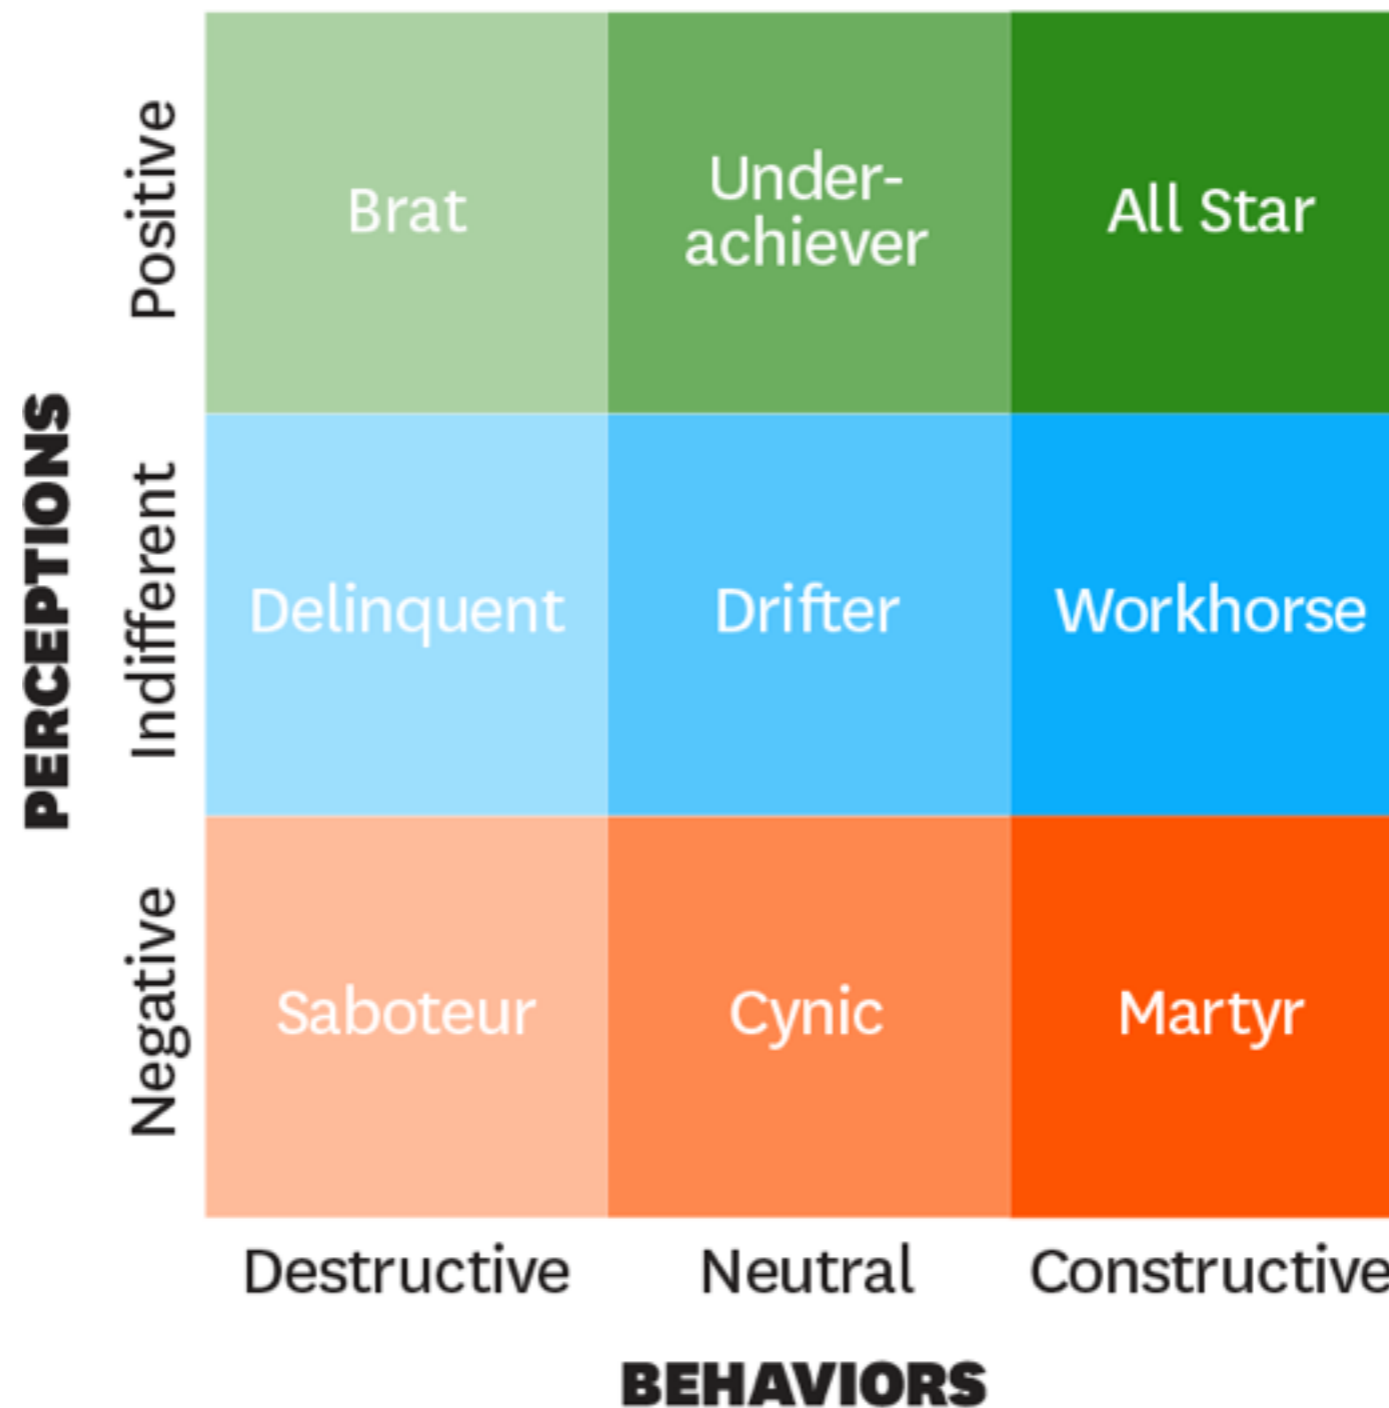 PERCEPTIONS
Positive
Brat
Under-
achiever
All Star
Indifferent
Delinquent
Drifter
Workhorse
Negative
Saboteur
Cynic
Martyr
Destructive
Neutral
Constructive
BEHAVIORS